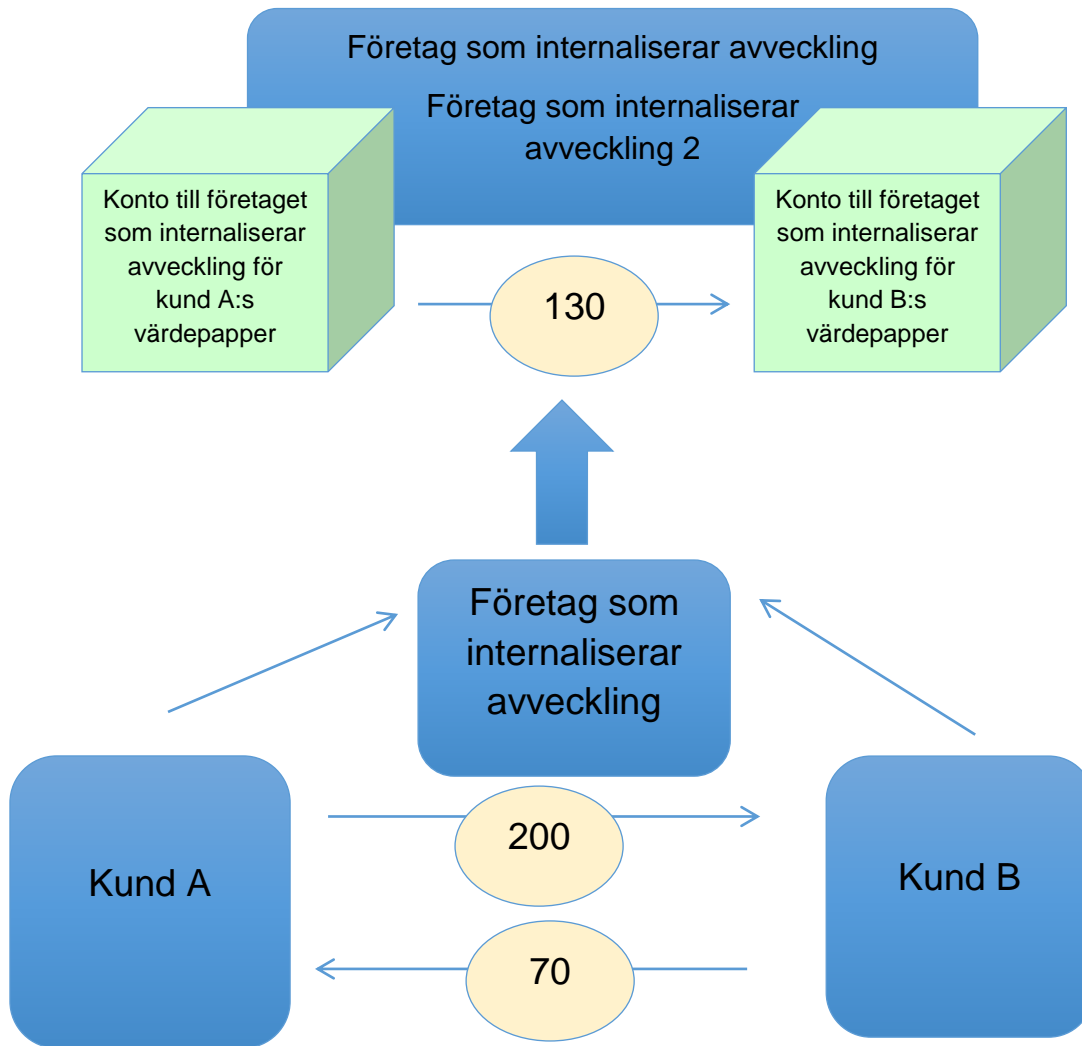 Företag som internaliserar avveckling
Företag som internaliserar
avveckling 2
Konto till företaget
som internaliserar
avveckling för
kund A:s
värdepapper
130
Konto till företaget
som internaliserar
avveckling för
kund B:s
värdepapper
Företag som
internaliserar
avveckling
Kund A
200
Kund B
70